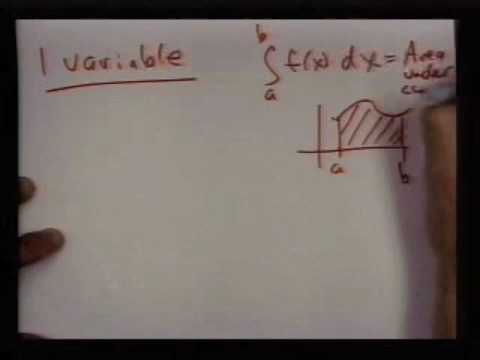 1 variable
b
∫ f(x) dx = Area
a
under
a
b